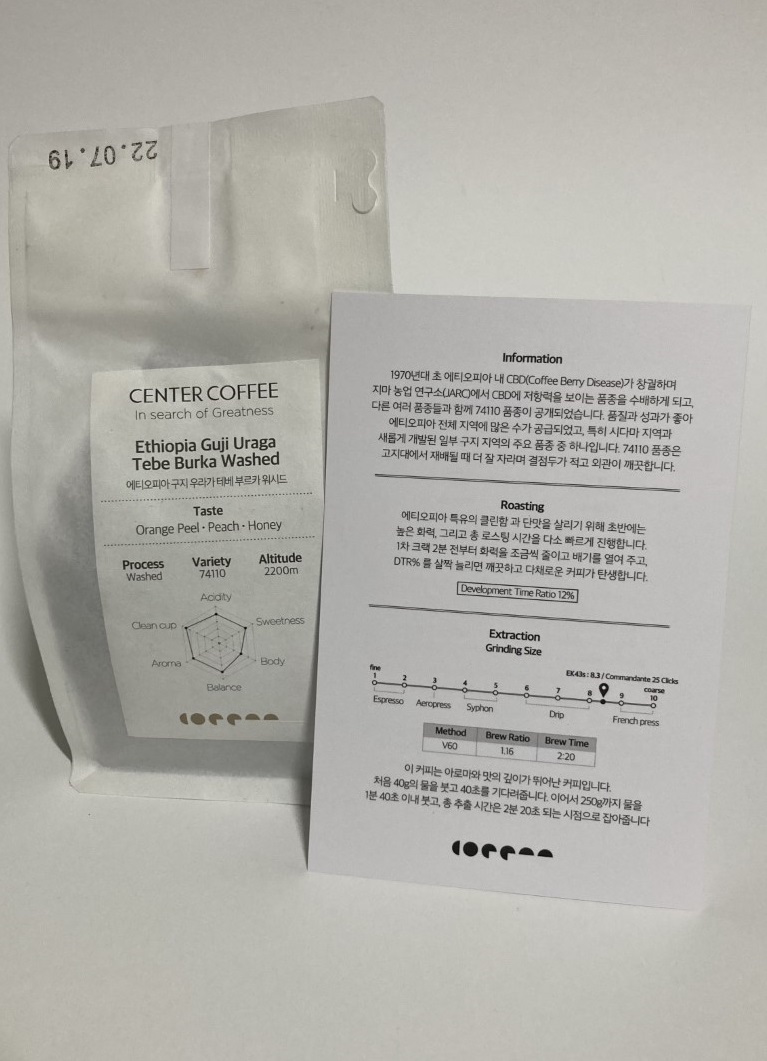 22.07.19
CENTER COFFEE
In search of Greatness
Ethiopia Guji Uraga
Tebe Burka Washed
에티오피아 구지 우라가 테베 부르카 워시드
Taste
Orange Peel · Peach · Honey
Process Variety Altitude
Washed 74110 2200m
Acidity
Clean cup Sweetness
Aroma Body
Balance
Information
1970년대 초 에티오피아 내 CBD(Coffee Berry Disease)가 창궐하며
지마 농업 연구소(JARC)에서 CBD에 저항력을 보이는 품종을 수배하게 되고,
다른 여러 품종들과 함께 74110 품종이 공개되었습니다. 품질과 성과가 좋아
에티오피아 전체 지역에 많은 수가 공급되었고, 특히 시다마 지역과
새롭게 개발된 일부 구지 지역의 주요 품종 중 하나입니다. 74110 품종은
고지대에서 재배될 때 더 잘 자라며 결점두가 적고 외관이 깨끗합니다.
Roasting
에티오피아 특유의 클린함 과 단맛을 살리기 위해 초반에는
높은 화력, 그리고 총 로스팅 시간을 다소 빠르게 진행합니다.
1차 크랙 2분 전부터 화력을 조금씩 줄이고 배기를 열여 주고,
DTR% 를 살짝 늘리면 깨끗하고 다채로운 커피가 탄생합니다.
Development Time Ratio 12%
Extraction
Grinding Size
EK43s : 8.3 / Commandante 25 Clicks
fine coarse
1 2 3 4 5 6 7 8 9 10
Espresso Aeropress Syphon Drip French press
Method Brew Ratio Brew Time
V60 1:16 2:20
이 커피는 아로마와 맛의 깊이가 뛰어난 커피입니다.
처음 40g의 물을 붓고 40초를 기다려줍니다. 이어서 250g까지 물을
1분 40초 이내 붓고, 총 추출 시간은 2분 20초 되는 시점으로 잡아줍니다